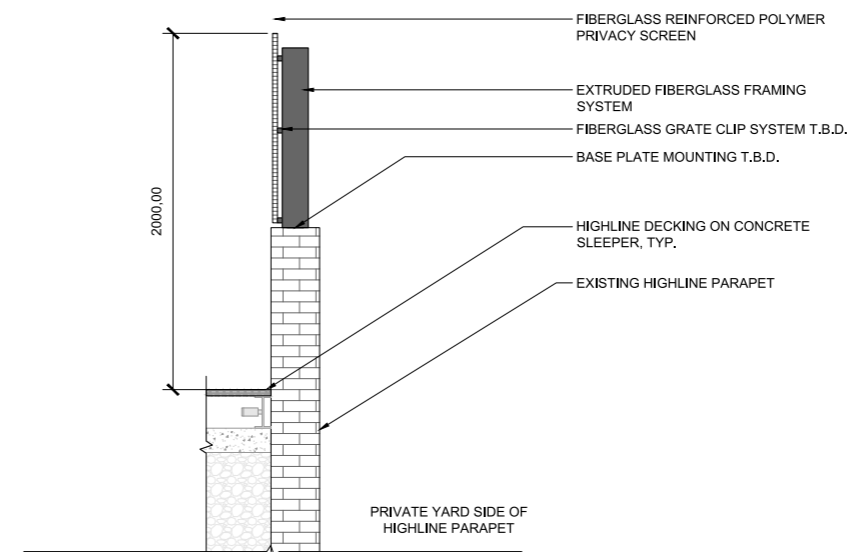 FIBERGLASS REINFORCED POLYMER
PRIVACY SCREEN
EXTRUDED FIBERGLASS FRAMING
SYSTEM
FIBERGLASS GRATE CLIP SYSTEM T.B.D.
BASE PLATE MOUNTING T.B.D.
2000,00
HIGHLINE DECKING ON CONCRETE
SLEEPER, TYP.
EXISTING HIGHLINE PARAPET
PRIVATE YARD SIDE OF
HIGHLINE PARAPET